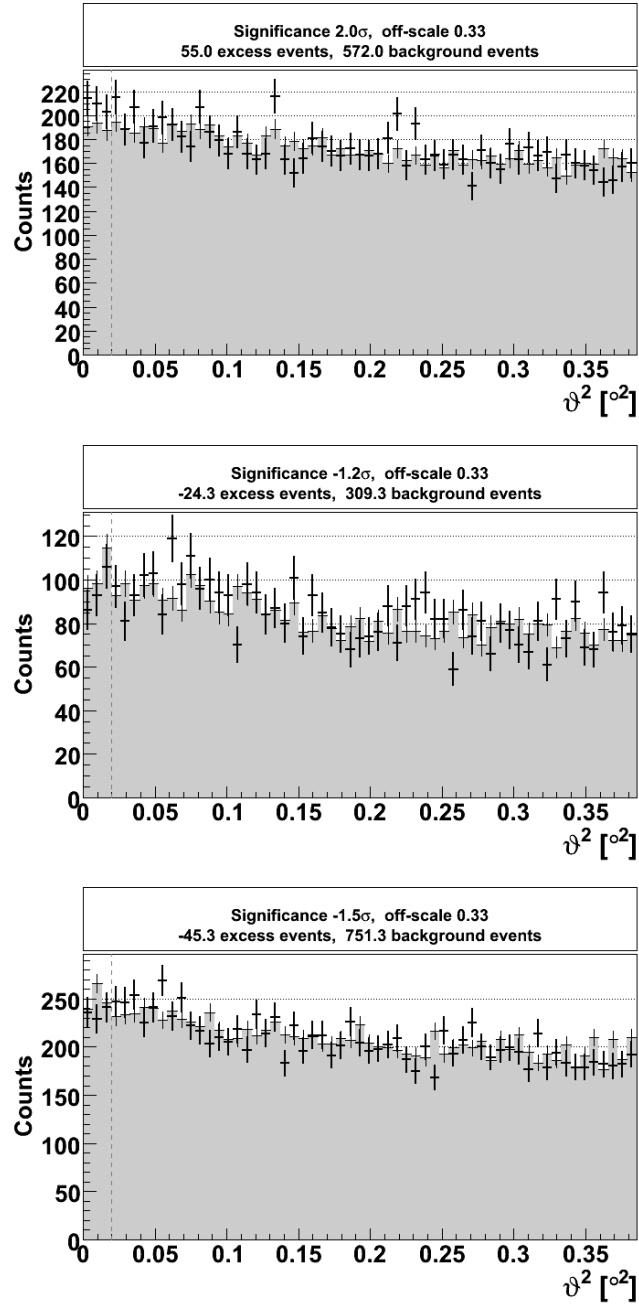 Significance 2.0σ, off-scale 0.33
55.0 excess events, 572.0 background events
220
200
180
160
140
120
100
80
60
40
20
0
Counts
0 0.05 0.1 0.15 0.2 0.25 0.3 0.35
ϑ² [°²]
Significance -1.2σ, off-scale 0.33
-24.3 excess events, 309.3 background events
120
100
80
60
40
20
0
Counts
0 0.05 0.1 0.15 0.2 0.25 0.3 0.35
ϑ² [°²]
Significance -1.5σ, off-scale 0.33
-45.3 excess events, 751.3 background events
250
200
150
100
50
0
Counts
0 0.05 0.1 0.15 0.2 0.25 0.3 0.35
ϑ² [°²]